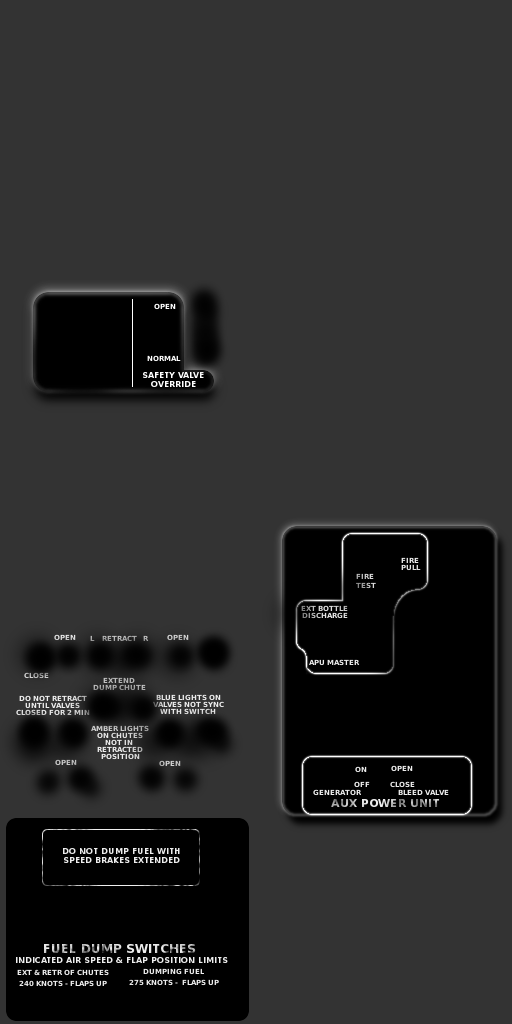 OPEN
NORMAL
SAFETY VALVE
OVERRIDE
FIRE
PULL
FIRE
TEST
EXT BOTTLE
DISCHARGE
APU MASTER
ON OPEN
OFF CLOSE
GENERATOR BLEED VALVE
AUX POWER UNIT
OPEN L RETRACT R OPEN
CLOSE
EXTEND
DUMP CHUTE
DO NOT RETRACT
UNTIL VALVES
CLOSED FOR 2 MIN
BLUE LIGHTS ON
VALVES NOT SYNC
WITH SWITCH
AMBER LIGHTS
ON CHUTES
NOT IN
RETRACTED
POSITION
OPEN OPEN
DO NOT DUMP FUEL WITH
SPEED BRAKES EXTENDED
FUEL DUMP SWITCHES
INDICATED AIR SPEED & FLAP POSITION LIMITS
EXT & RETR OF CHUTES DUMPING FUEL
240 KNOTS - FLAPS UP 275 KNOTS - FLAPS UP